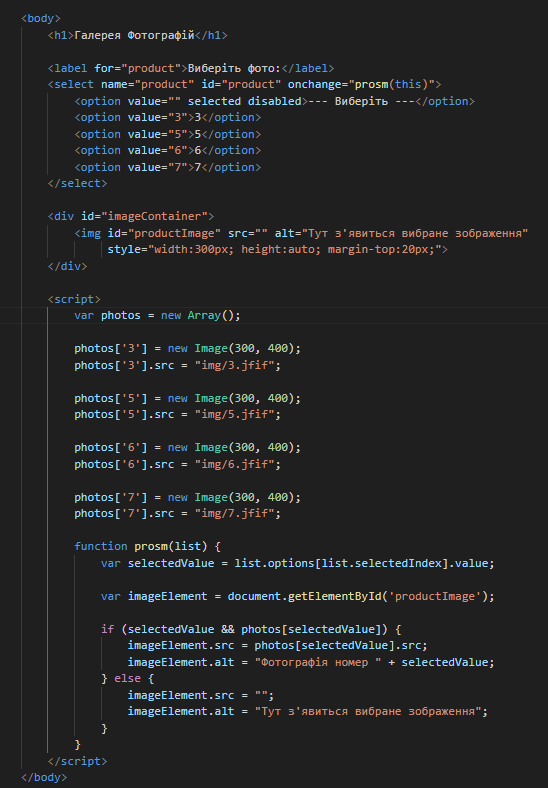 <body>
<h1>Галерея Фотографій</h1>
<label for="product">Виберіть фото:</label>
<select name="product" id="product" onchange="prosm(this)">
<option value="" selected disabled>--- Виберіть ---</option>
<option value="3">3</option>
<option value="5">5</option>
<option value="6">6</option>
<option value="7">7</option>
</select>
<div id="imageContainer">
<img id="productImage" src="" alt="Тут з'явиться вибране зображення"
style="width:300px; height:auto; margin-top:20px;">
</div>
<script>
var photos = new Array();
photos['3'] = new Image(300, 400);
photos['3'].src = "img/3.jfif";
photos['5'] = new Image(300, 400);
photos['5'].src = "img/5.jfif";
photos['6'] = new Image(300, 400);
photos['6'].src = "img/6.jfif";
photos['7'] = new Image(300, 400);
photos['7'].src = "img/7.jfif";
function prosm(list) {
var selectedValue = list.options[list.selectedIndex].value;
var imageElement = document.getElementById('productImage');
if (selectedValue && photos[selectedValue]) {
imageElement.src = photos[selectedValue].src;
imageElement.alt = "Фотографія номер " + selectedValue;
} else {
imageElement.src = "";
imageElement.alt = "Тут з'явиться вибране зображення";
}
}
</script>
</body>